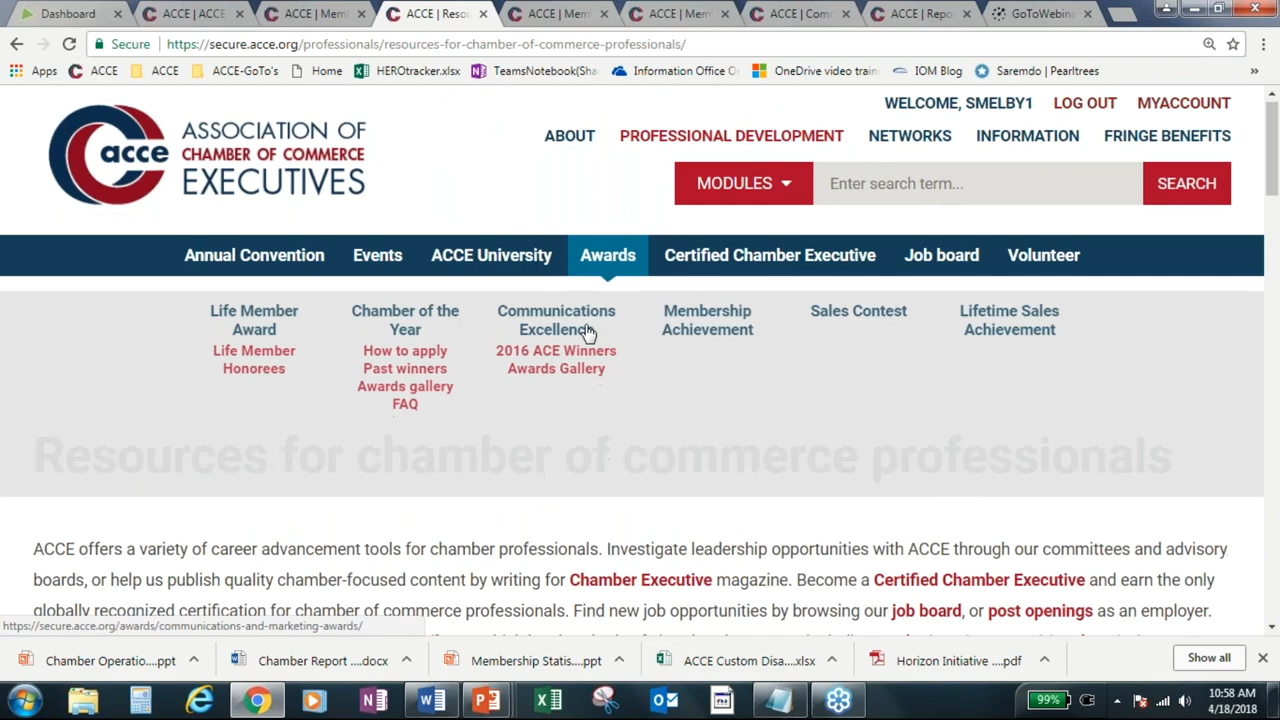 Dashboard
ACCE | ACCE
ACCE | Mem
ACCE | Reso
ACCE | Mem
ACCE | Mem
ACCE | Com
ACCE | Repo
GoToWebina
Secure
https://secure.acce.org/professionals/resources-for-chamber-of-commerce-professionals/
Apps
ACCE
ACCE
ACCE-GoTo's
Home
HEROtracker.xlsx
TeamsNotebook(Sha
Information Office O
OneDrive video train
IOM Blog
Saremdo | Pearltrees
»
WELCOME, SMELBY1
LOG OUT
MYACCOUNT
acce
ASSOCIATION OF
CHAMBER OF COMMERCE
EXECUTIVES
ABOUT
PROFESSIONAL DEVELOPMENT
NETWORKS
INFORMATION
FRINGE BENEFITS
MODULES
Enter search term...
SEARCH
Annual Convention
Events
ACCE University
Awards
Certified Chamber Executive
Job board
Volunteer
Life Member
Award
Life Member
Honorees
Chamber of the
Year
How to apply
Past winners
Awards gallery
FAQ
Communications
Excellence
2016 ACE Winners
Awards Gallery
Membership
Achievement
Sales Contest
Lifetime Sales
Achievement
Resources for chamber of commerce professionals
ACCE offers a variety of career advancement tools for chamber professionals. Investigate leadership opportunities with ACCE through our committees and advisory
boards, or help us publish quality chamber-focused content by writing for Chamber Executive magazine. Become a Certified Chamber Executive and earn the only
globally recognized certification for chamber of commerce professionals. Find new job opportunities by browsing our job board, or post openings as an employer.
https://secure.acce.org/awards/communications-and-marketing-awards/
Chamber Operatio....ppt
Chamber Report ....docx
Membership Statis....ppt
ACCE Custom Disa....xlsx
Horizon Initiative ....pdf
Show all
99%
10:58 AM
4/18/2018